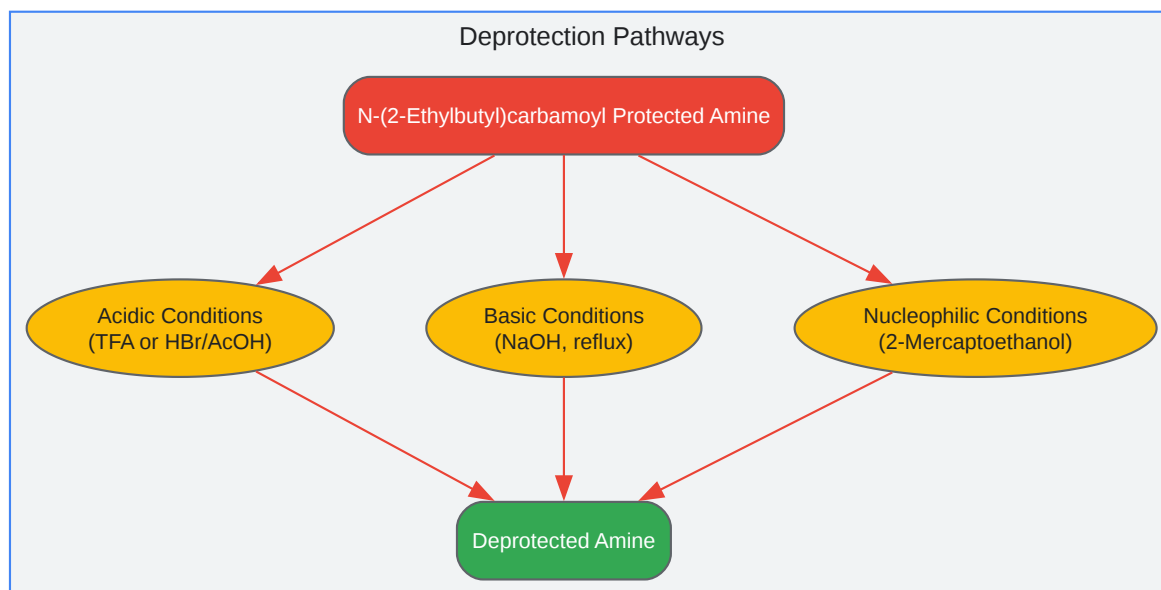 Deprotection Pathways
N-(2-Ethylbutyl)carbamoyl Protected Amine
Acidic Conditions
(TFA or HBr/AcOH)
Basic Conditions
(NaOH, reflux)
Nucleophilic Conditions
(2-Mercaptoethanol)
Deprotected Amine